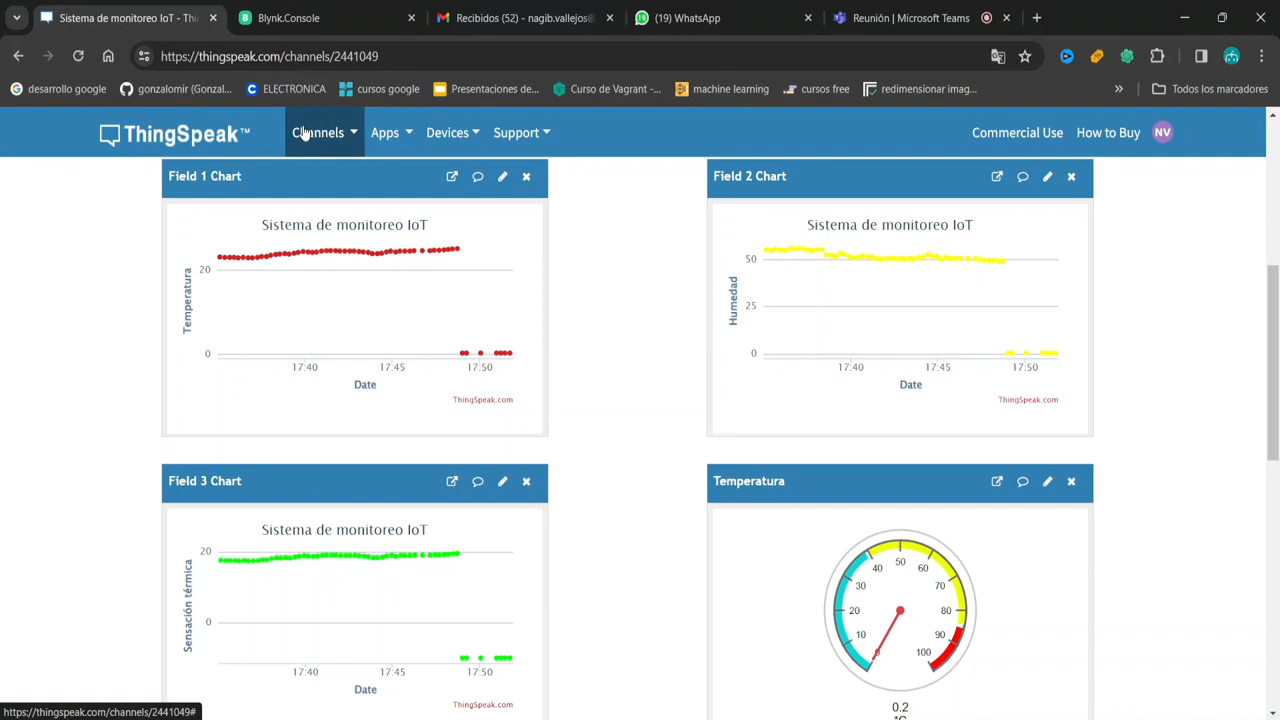 Sistema de monitoreo IoT - Thi
Blynk.Console
Recibidos (52) - nagib.vallejos@
(19) WhatsApp
Reunión | Microsoft Teams
https://thingspeak.com/channels/2441049
desarrollo google
gonzalomir (Gonzal...
ELECTRONICA
cursos google
Presentaciones de...
Curso de Vagrant -...
machine learning
cursos free
redimensionar imag...
»
Todos los marcadores
ThingSpeak™
Channels
Apps
Devices
Support
Commercial Use
How to Buy
NV
Field 1 Chart
Sistema de monitoreo IoT
Temperatura
20
0
17:40
17:45
17:50
Date
ThingSpeak.com
Field 2 Chart
Sistema de monitoreo IoT
Humedad
50
25
0
17:40
17:45
17:50
Date
ThingSpeak.com
Field 3 Chart
Sistema de monitoreo IoT
Sensación térmica
20
0
17:40
17:45
17:50
Date
ThingSpeak.com
Temperatura
0
10
20
30
40
50
60
70
80
90
100
0.2
°C
https://thingspeak.com/channels/2441049#